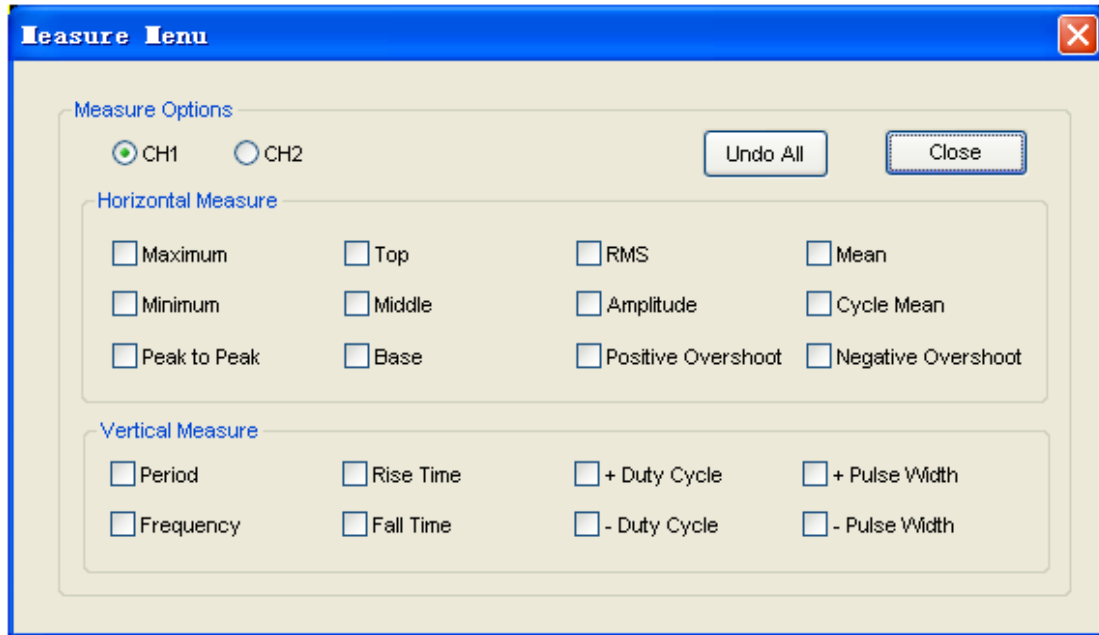 Measure Menu
Measure Options
CH1 CH2 Undo All Close
Horizontal Measure
Maximum Top RMS Mean
Minimum Middle Amplitude Cycle Mean
Peak to Peak Base Positive Overshoot Negative Overshoot
Vertical Measure
Period Rise Time + Duty Cycle + Pulse Width
Frequency Fall Time - Duty Cycle - Pulse Width